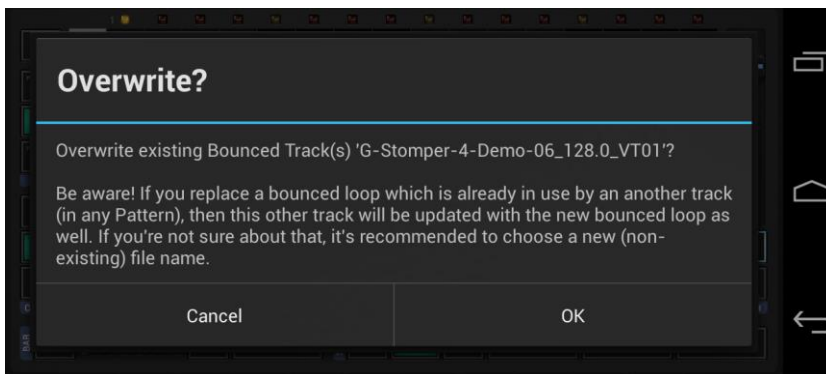 Overwrite?
Overwrite existing Bounced Track(s) 'G-Stomper-4-Demo-06_128.0_VT01'?
Be aware! If you replace a bounced loop which is already in use by an another track
(in any Pattern), then this other track will be updated with the new bounced loop as
well. If you're not sure about that, it's recommended to choose a new (non-
existing) file name.
Cancel
OK
BAR